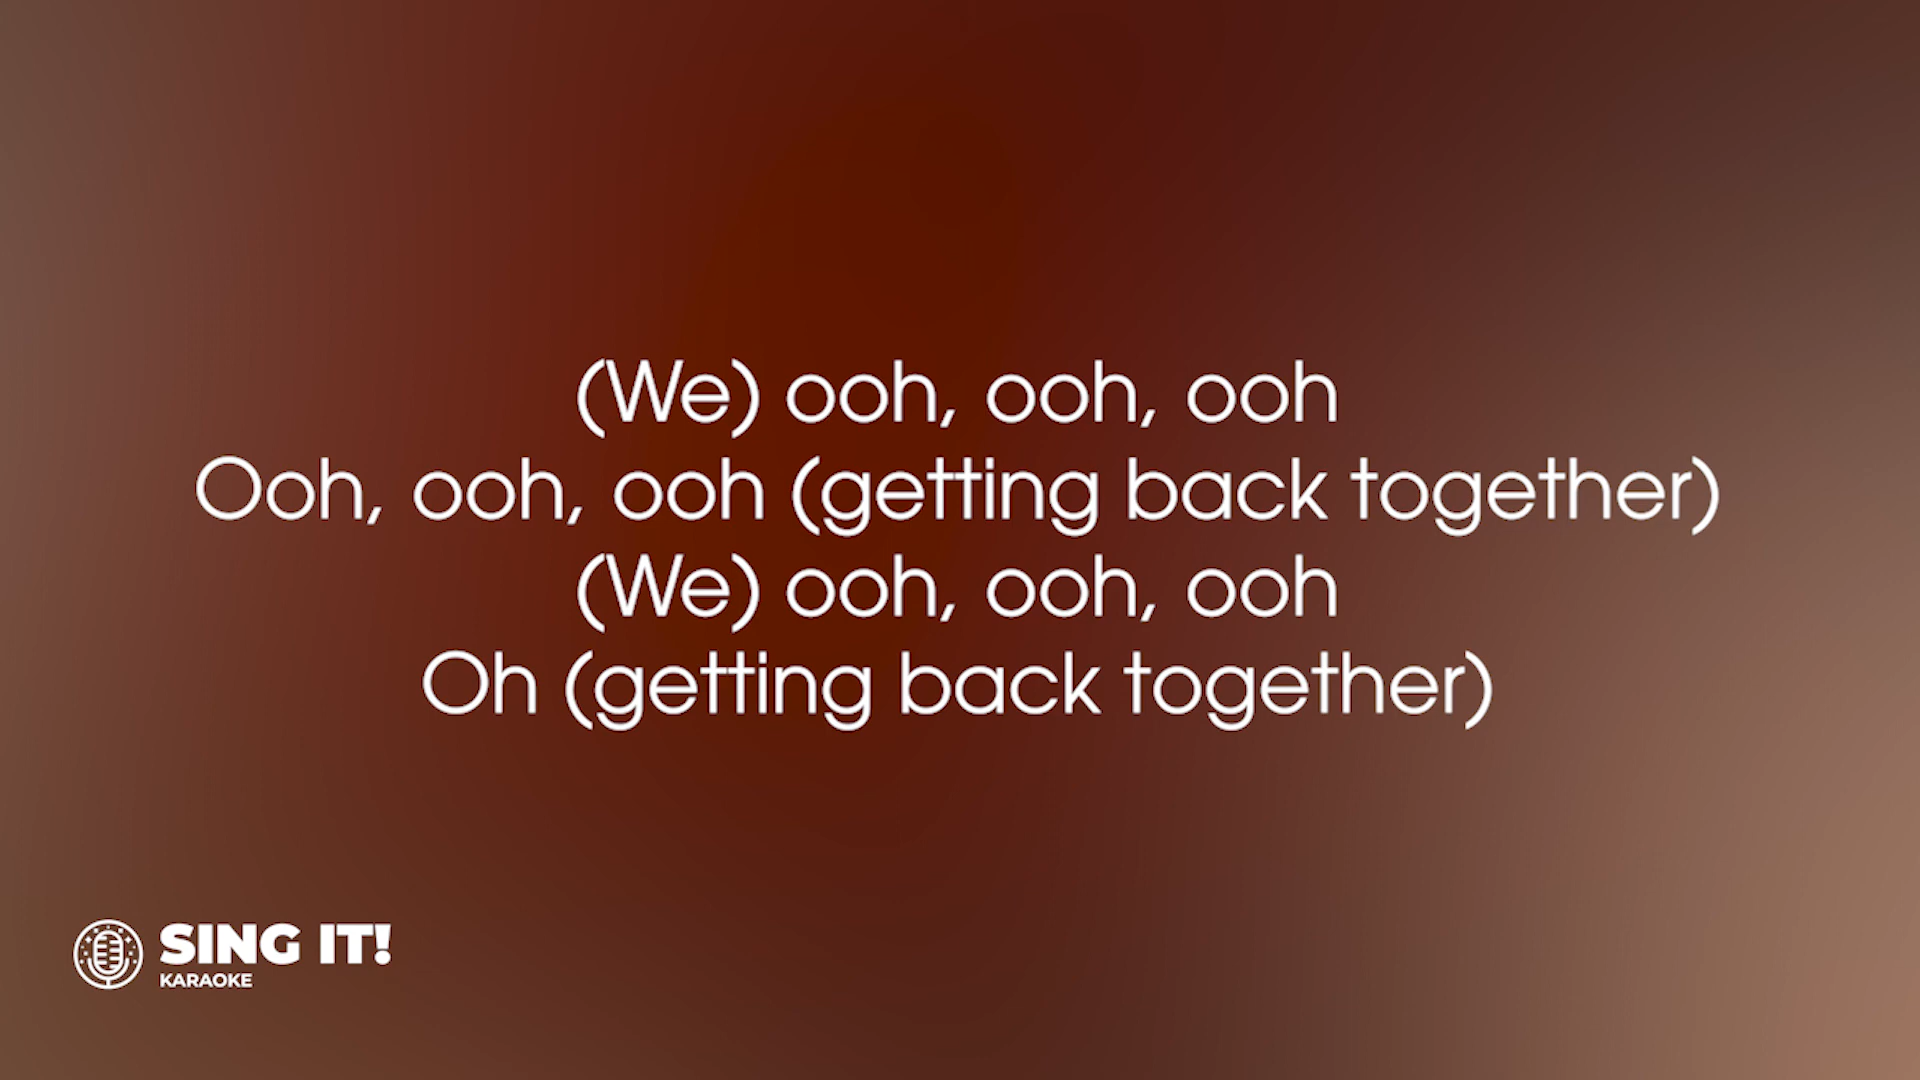 (We) ooh, ooh, ooh
Ooh, ooh, ooh (getting back together)
(We) ooh, ooh, ooh
Oh (getting back together)
SING IT!
KARAOKE